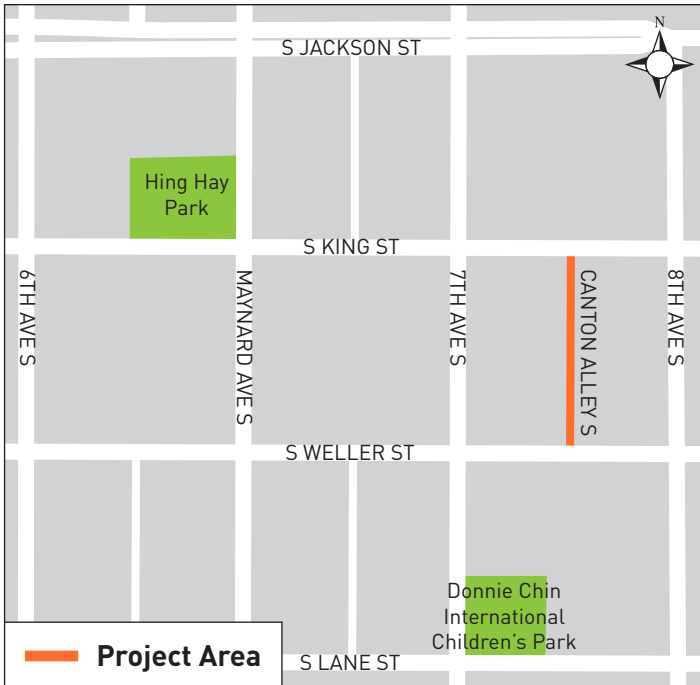 N
S JACKSON ST
Hing Hay
Park
S KING ST
6TH AVE S
MAYNARD AVE S
7TH AVE S
CANTON ALLEY S
8TH AVE S
S WELLER ST
Donnie Chin
International
Children's Park
Project Area
S LANE ST